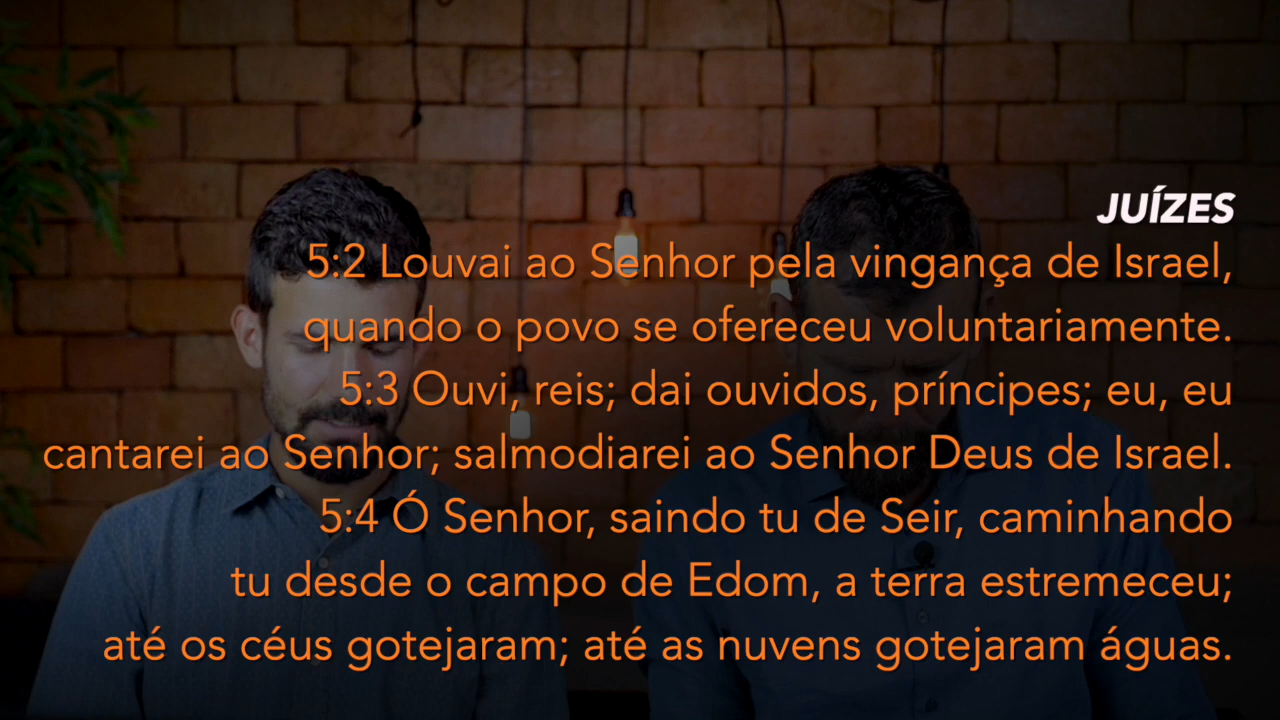 JUÍZES
5:2 Louvai ao Senhor pela vingança de Israel,
quando o povo se ofereceu voluntariamente.
5:3 Ouvi, reis; dai ouvidos, príncipes; eu, eu
cantarei ao Senhor; salmodiarei ao Senhor Deus de Israel.
5:4 Ó Senhor, saindo tu de Seir, caminhando
tu desde o campo de Edom, a terra estremeceu;
até os céus gotejaram; até as nuvens gotejaram águas.